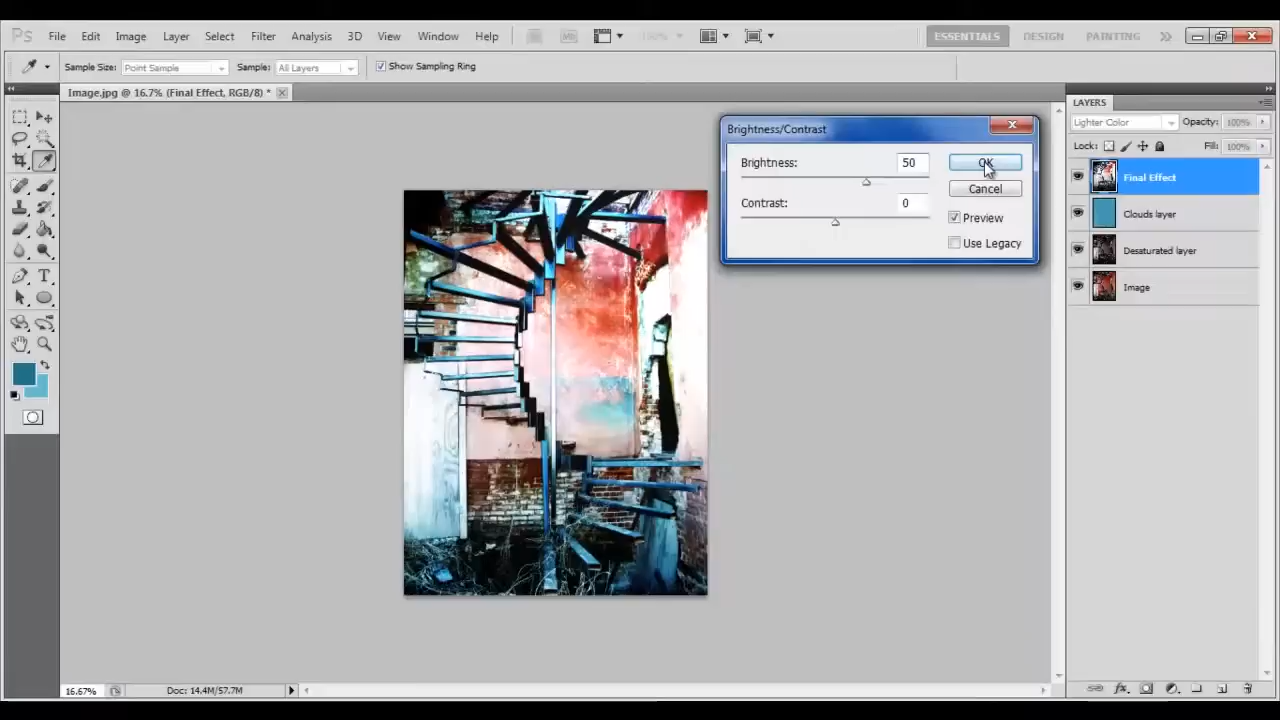 Ps File Edit Image Layer Select Filter Analysis 3D View Window Help 150% ESSENTIALS DESIGN PAINTING
Sample Size: Point Sample Sample: All Layers Show Sampling Ring
Image.jpg @ 16.7% (Final Effect, RGB/8) *
LAYERS
Lighter Color Opacity: 100%
Lock: Fill: 100%
Final Effect
Clouds layer
Desaturated layer
Image
Brightness/Contrast
Brightness: 50 OK
Cancel
Contrast: 0
Preview
Use Legacy
T
16.67% Doc: 14.4M/57.7M
fx